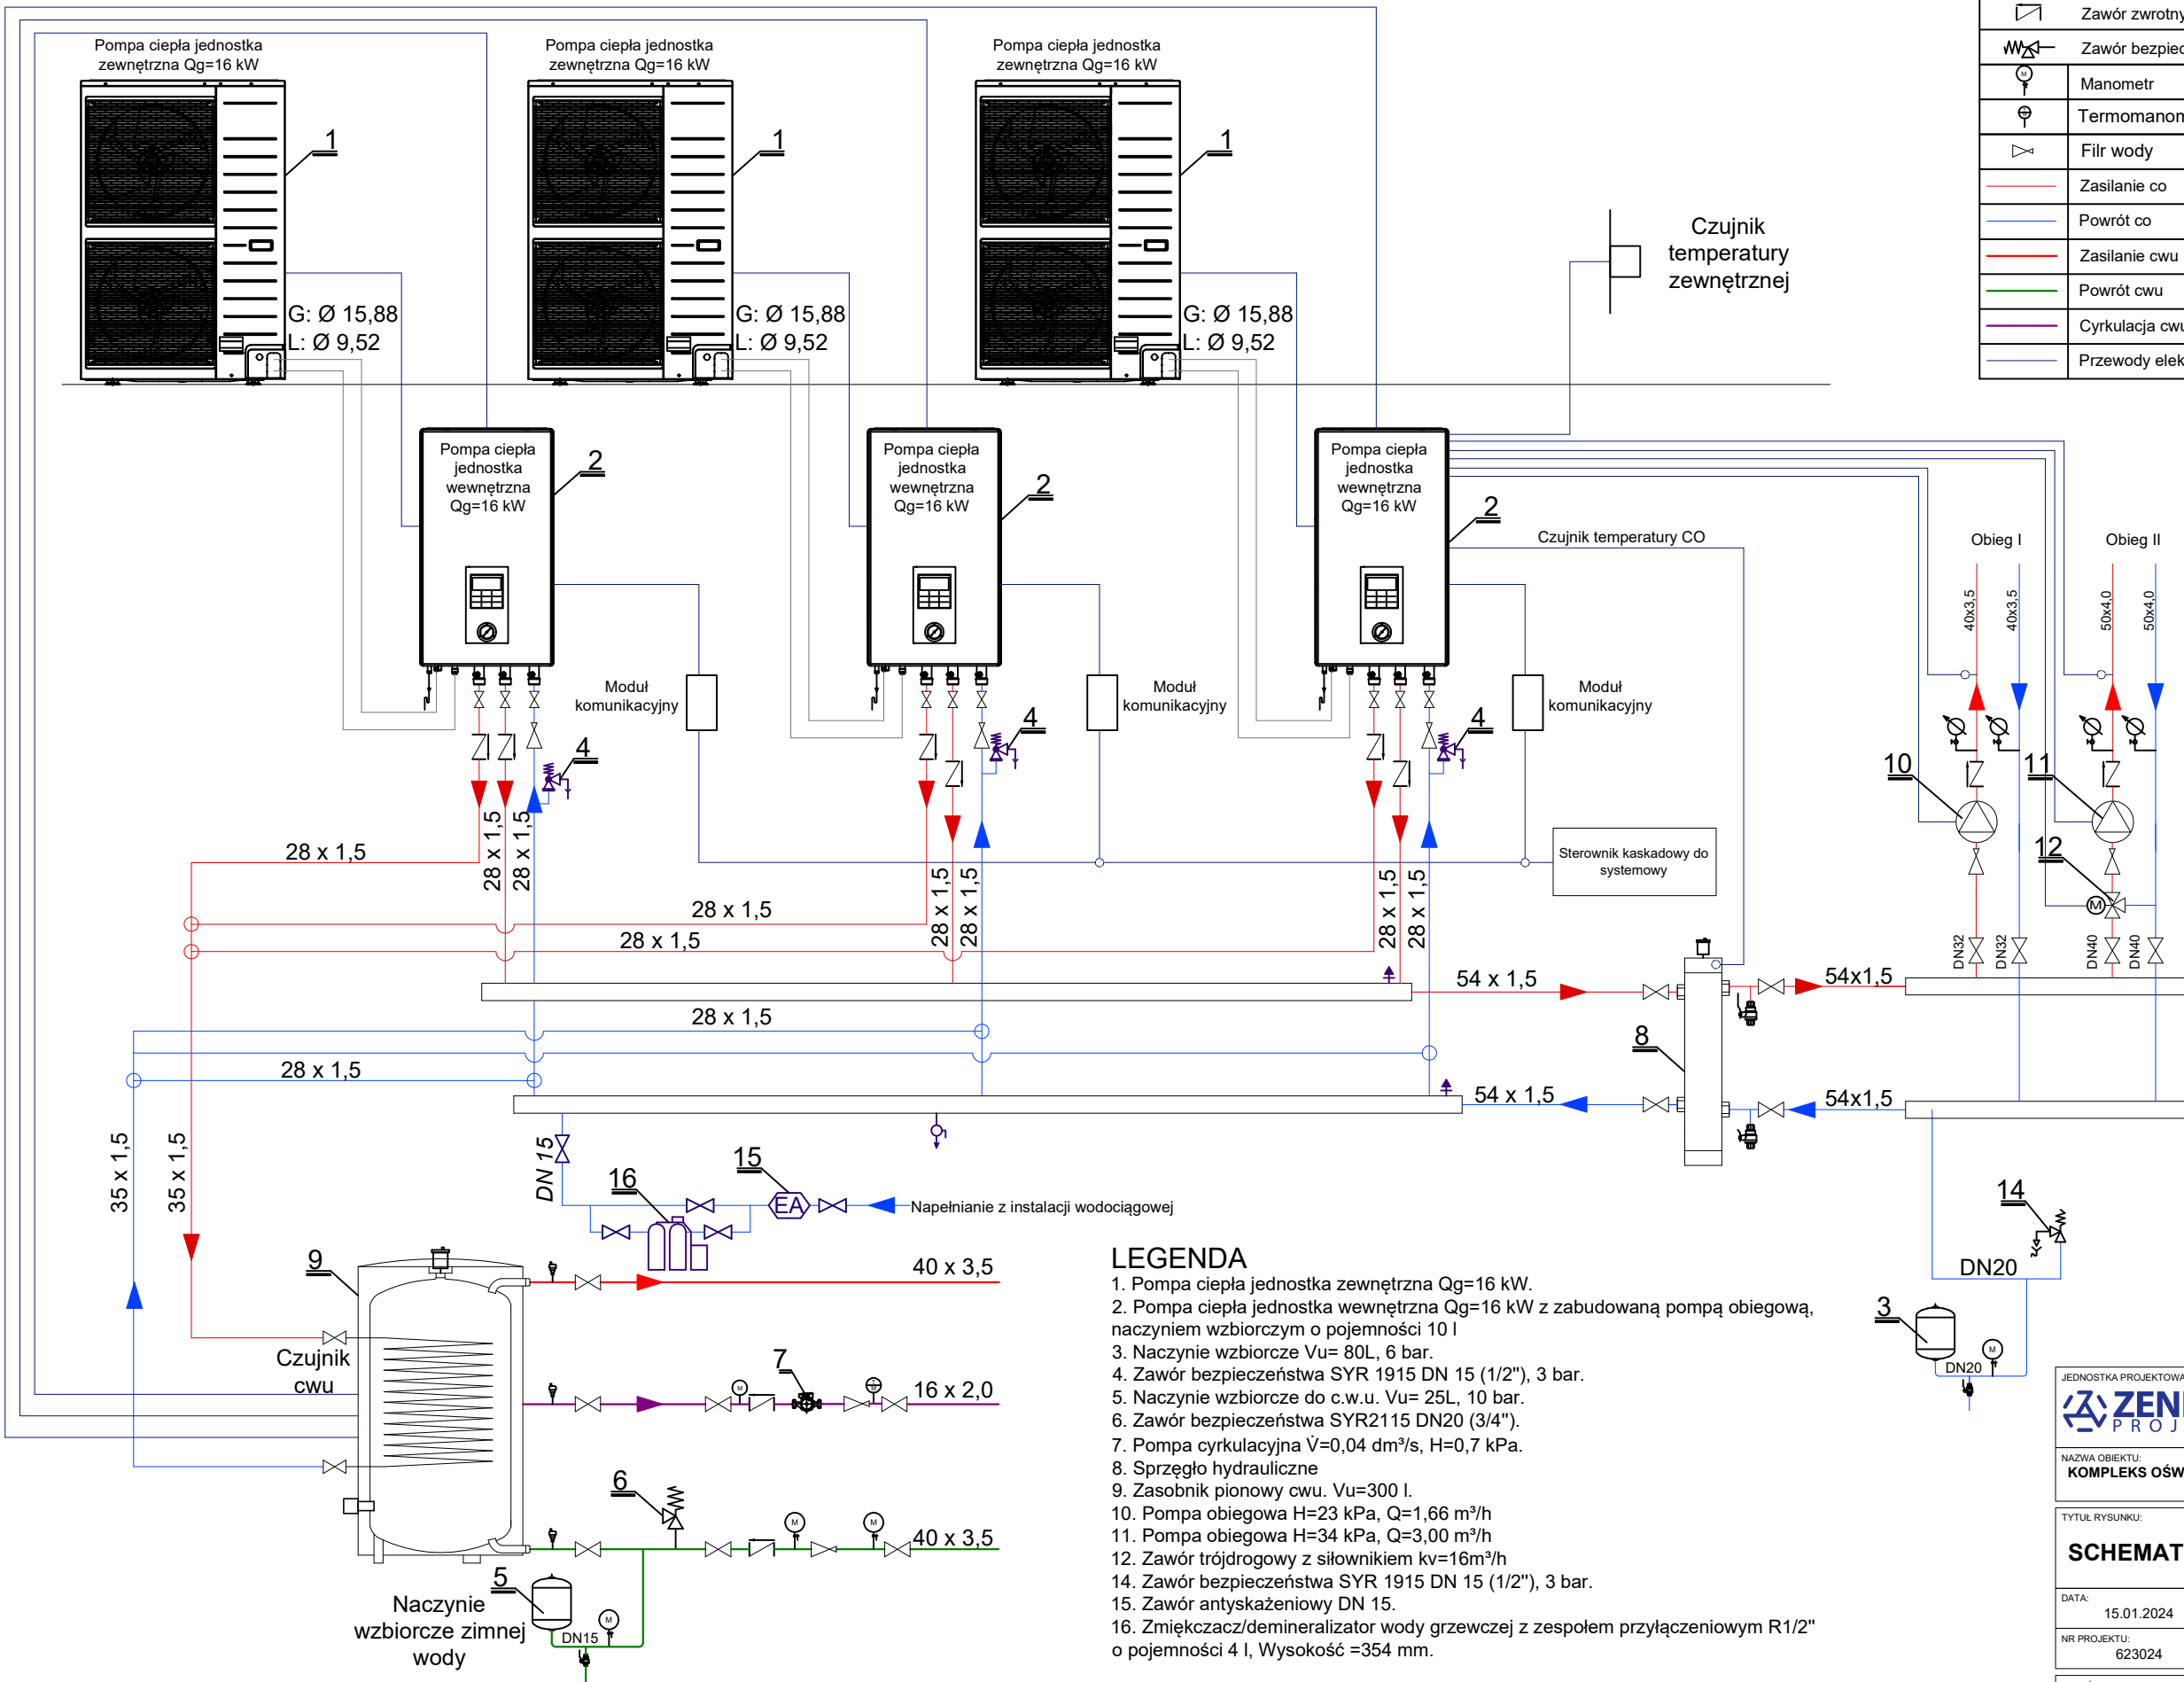 Pompa ciepła jednostka
zewnętrzna Qg=16 kW
Pompa ciepła jednostka
zewnętrzna Qg=16 kW
Pompa ciepła jednostka
zewnętrzna Qg=16 kW
1
1
1
G: Ø 15,88
L: Ø 9,52
G: Ø 15,88
L: Ø 9,52
G: Ø 15,88
L: Ø 9,52
Czujnik
temperatury
zewnętrznej
Zawór zwrotny
Zawór bezpiec
M
Manometr
Termomanom
Filr wody
Zasilanie co
Powrót co
Zasilanie cwu
Powrót cwu
Cyrkulacja cwu
Przewody elek
Pompa ciepła
jednostka
wewnętrzna
Qg=16 kW
2
Pompa ciepła
jednostka
wewnętrzna
Qg=16 kW
2
Pompa ciepła
jednostka
wewnętrzna
Qg=16 kW
2
Czujnik temperatury CO
Obieg I
Obieg II
40x3,5
40x3,5
50x4,0
50x4,0
Moduł
komunikacyjny
Moduł
komunikacyjny
Moduł
komunikacyjny
4
4
4
10
11
12
M
28 x 1,5
28 x 1,5
28 x 1,5
28 x 1,5
28 x 1,5
28 x 1,5
28 x 1,5
28 x 1,5
28 x 1,5
Sterownik kaskadowy do
systemowy
DN32
DN32
DN40
DN40
54 x 1,5
54x1,5
28 x 1,5
28 x 1,5
8
54 x 1,5
54x1,5
35 x 1,5
35 x 1,5
DN 15
16
15
EA
Napełnianie z instalacji wodociągowej
14
DN20
3
DN20
M
9
40 x 3,5
Czujnik
cwu
7
M
16 x 2,0
6
M
M
40 x 3,5
5
M
DN15
Naczynie
wzbiorcze zimnej
wody
LEGENDA
1. Pompa ciepła jednostka zewnętrzna Qg=16 kW.
2. Pompa ciepła jednostka wewnętrzna Qg=16 kW z zabudowaną pompą obiegową,
naczyniem wzbiorczym o pojemności 10 l
3. Naczynie wzbiorcze Vu= 80L, 6 bar.
4. Zawór bezpieczeństwa SYR 1915 DN 15 (1/2"), 3 bar.
5. Naczynie wzbiorcze do c.w.u. Vu= 25L, 10 bar.
6. Zawór bezpieczeństwa SYR2115 DN20 (3/4").
7. Pompa cyrkulacyjna V̇=0,04 dm³/s, H=0,7 kPa.
8. Sprzęgło hydrauliczne
9. Zasobnik pionowy cwu. Vu=300 l.
10. Pompa obiegowa H=23 kPa, Q=1,66 m³/h
11. Pompa obiegowa H=34 kPa, Q=3,00 m³/h
12. Zawór trójdrogowy z siłownikiem kv=16m³/h
14. Zawór bezpieczeństwa SYR 1915 DN 15 (1/2"), 3 bar.
15. Zawór antyskażeniowy DN 15.
16. Zmiękczacz/demineralizator wody grzewczej z zespołem przyłączeniowym R1/2"
o pojemności 4 l, Wysokość =354 mm.
JEDNOSTKA PROJEKTOWA
ZEN
PROJ
NAZWA OBIEKTU:
KOMPLEKS OŚW
TYTUŁ RYSUNKU:
SCHEMAT
DATA:
15.01.2024
NR PROJEKTU:
623024